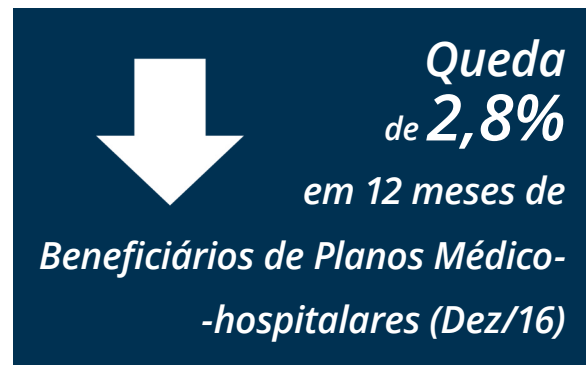 Queda
de 2,8%
em 12 meses de
Beneficiários de Planos Médico-
-hospitalares (Dez/16)